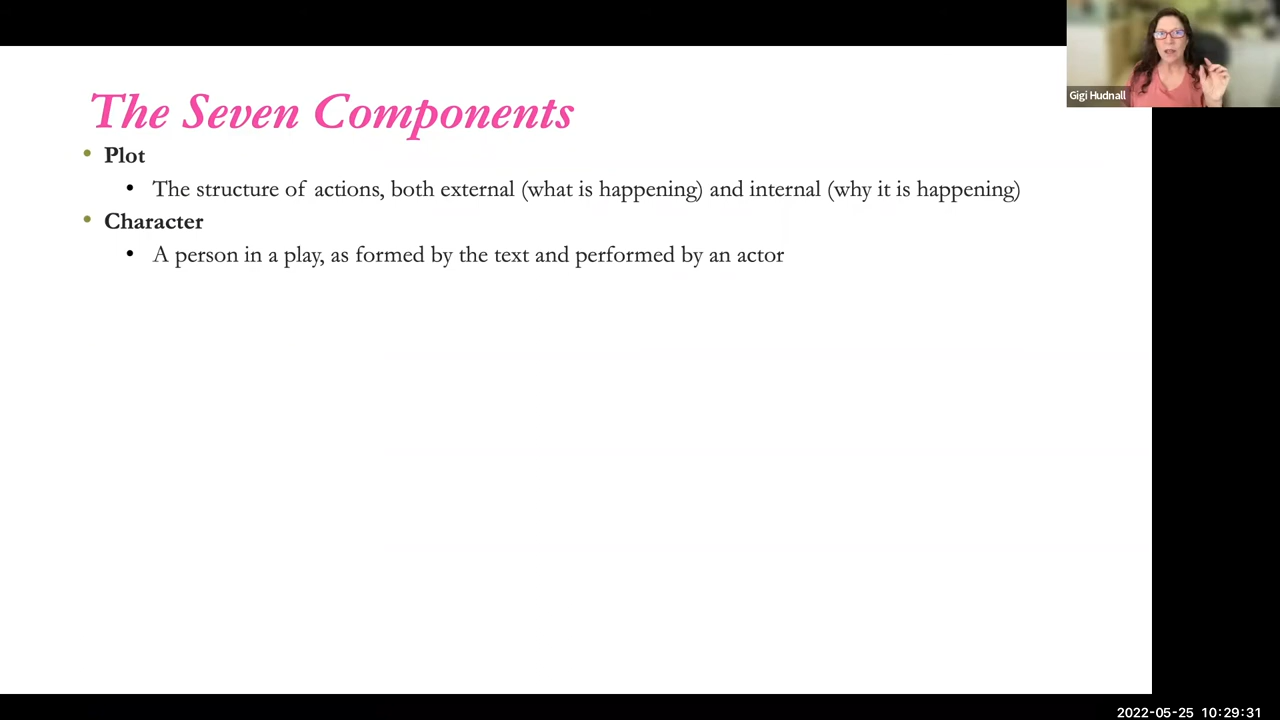 The Seven Components
• Plot
• The structure of actions, both external (what is happening) and internal (why it is happening)
• Character
• A person in a play, as formed by the text and performed by an actor
Gigi Hudnall
2022-05-25 10:29:31